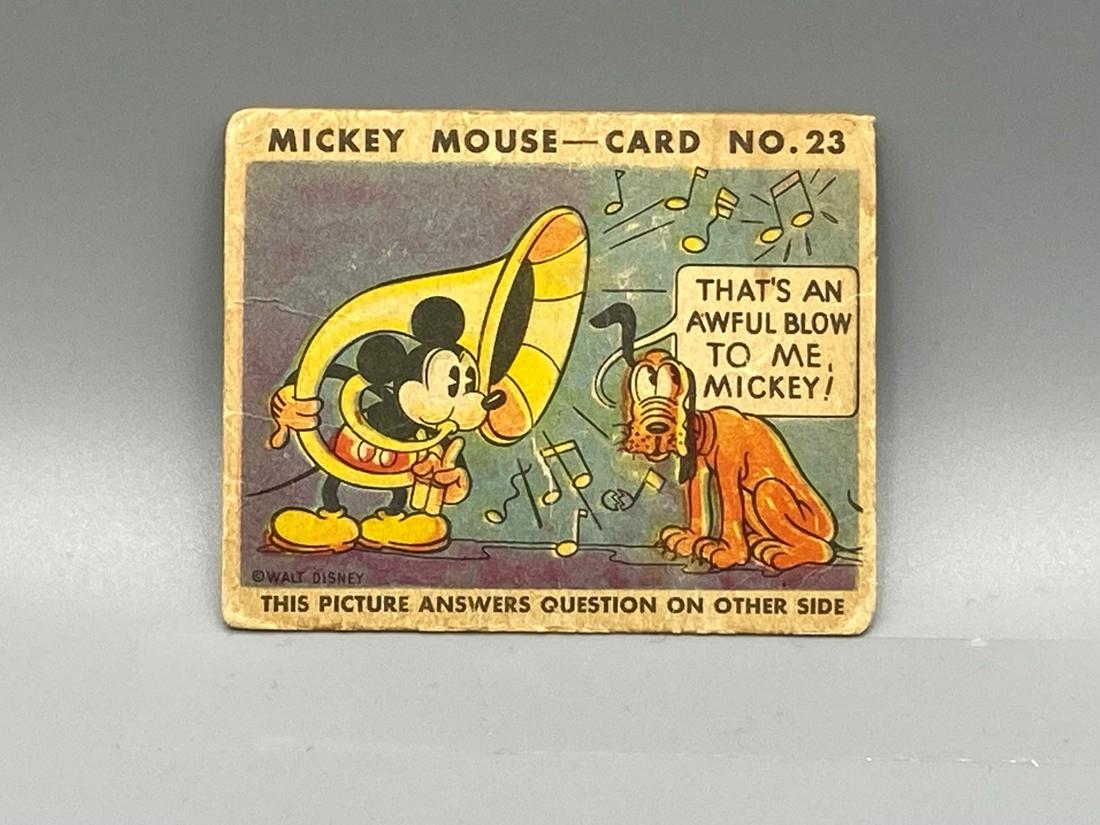 MICKEY MOUSE—CARD NO. 23
THAT'S AN
AWFUL BLOW
TO ME,
MICKEY!
©WALT DISNEY
THIS PICTURE ANSWERS QUESTION ON OTHER SIDE